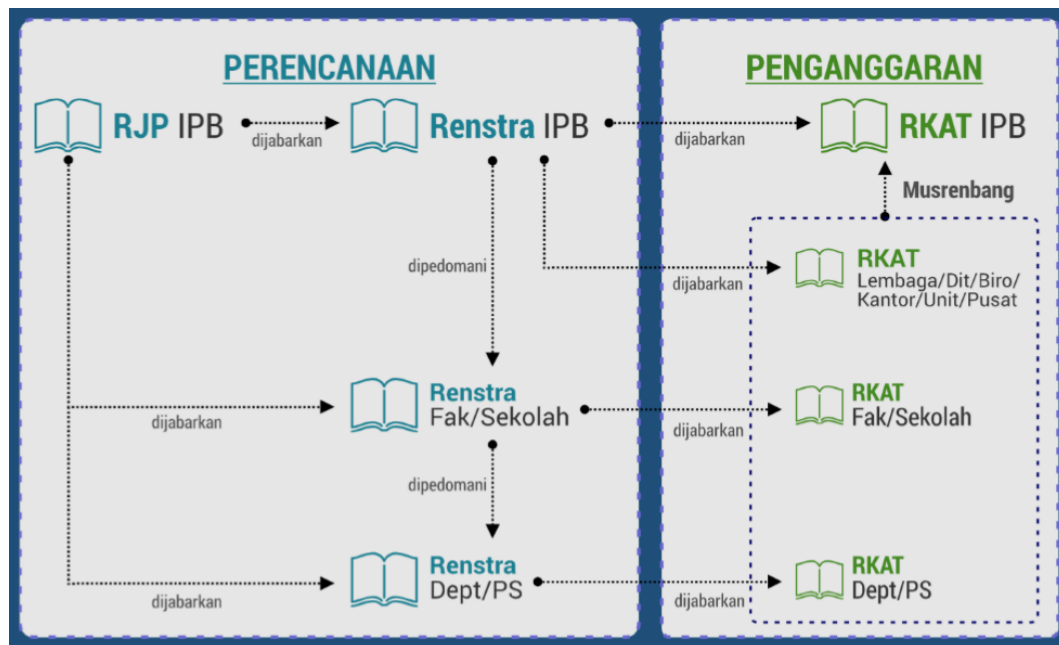 PERENCANAAN
PENGANGGARAN
RJP IPB
dijabarkan
Renstra IPB
dijabarkan
RKAT IPB
Musrenbang
dipedomani
dijabarkan
RKAT
Lembaga/Dit/Biro/
Kantor/Unit/Pusat
dijabarkan
Renstra
Fak/Sekolah
dijabarkan
RKAT
Fak/Sekolah
dipedomani
dijabarkan
Renstra
Dept/PS
dijabarkan
RKAT
Dept/PS